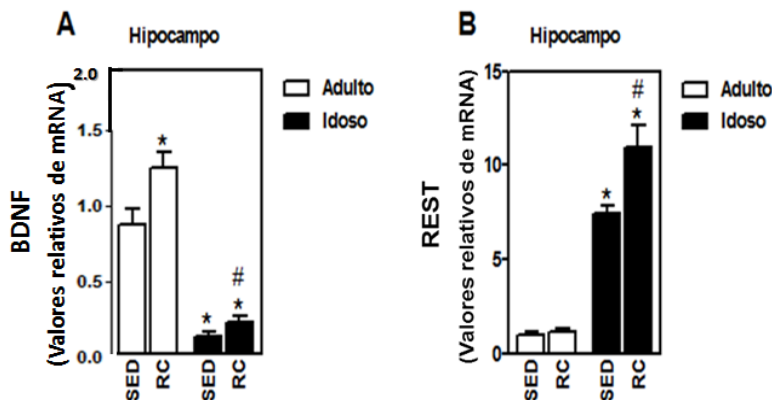 A
Hipocampo
BDNF
(Valores relativos de mRNA)
2.0
1.5
1.0
0.5
0.0
*
*
#
*
SED
RC
SED
RC
Adulto
Idoso
B
Hipocampo
REST
(Valores relativos de mRNA)
15
10
5
0
*
#
*
SED
RC
SED
RC
Adulto
Idoso